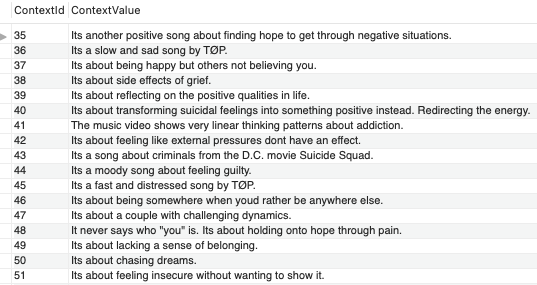 ContextId ContextValue
35 Its another positive song about finding hope to get through negative situations.
36 Its a slow and sad song by TØP.
37 Its about being happy but others not believing you.
38 Its about side effects of grief.
39 Its about reflecting on the positive qualities in life.
40 Its about transforming suicidal feelings into something positive instead. Redirecting the energy.
41 The music video shows very linear thinking patterns about addiction.
42 Its about feeling like external pressures dont have an effect.
43 Its a song about criminals from the D.C. movie Suicide Squad.
44 Its a moody song about feeling guilty.
45 Its a fast and distressed song by TØP.
46 Its about being somewhere when youd rather be anywhere else.
47 Its about a couple with challenging dynamics.
48 It never says who "you" is. Its about holding onto hope through pain.
49 Its about lacking a sense of belonging.
50 Its about chasing dreams.
51 Its about feeling insecure without wanting to show it.